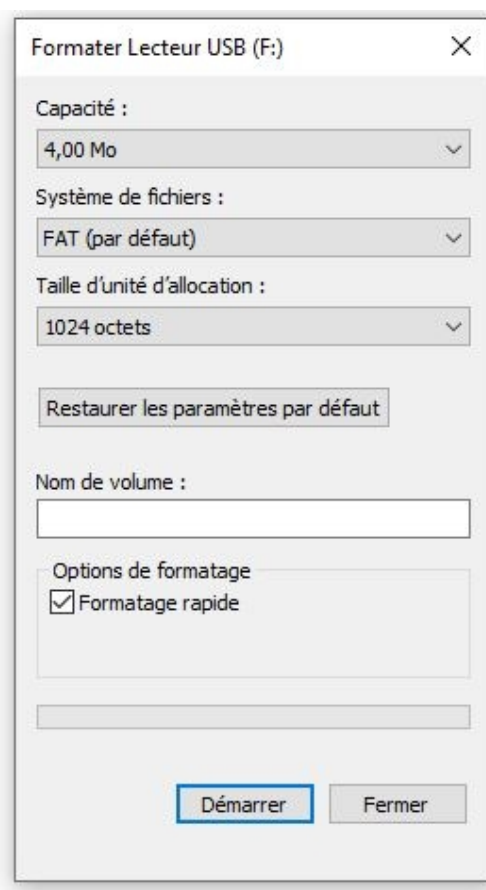 Formater Lecteur USB (F:)
Capacité :
4,00 Mo
Système de fichiers :
FAT (par défaut)
Taille d’unité d’allocation :
1024 octets
Restaurer les paramètres par défaut
Nom de volume :
Options de formatage
Formatage rapide
Démarrer
Fermer